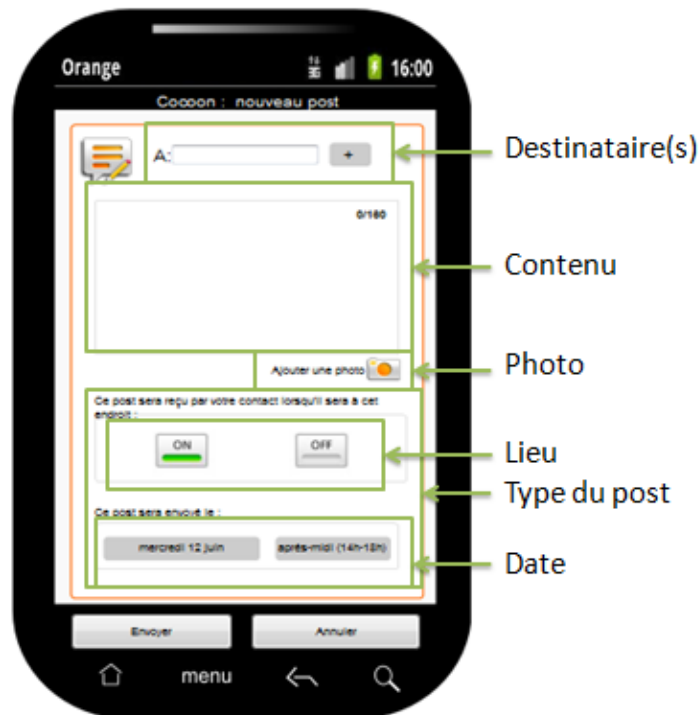 Orange 3G 16:00
Cocoon : nouveau post
A: +
Destinataire(s)
0/160
Contenu
Ajouter une photo
Photo
Ce post sera reçu par votre contact lorsqu'il sera à cet
endroit :
ON OFF
Lieu
Type du post
Ce post sera envoyé le :
mercredi 12 juin après-midi (14h-18h)
Date
Envoyer Annuler
menu